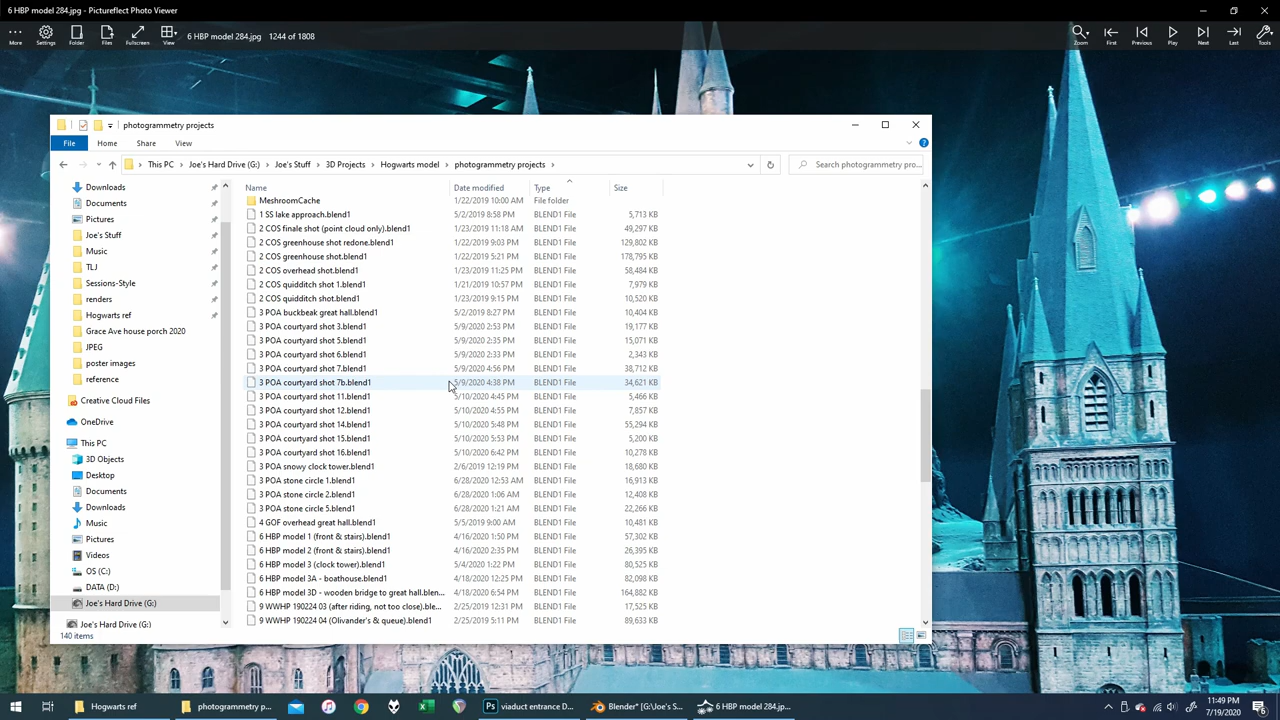 6 HBP model 284.jpg - Pictureflect Photo Viewer
More
Settings
Folder
Files
Fullscreen
View
6 HBP model 284.jpg 1244 of 1808
Zoom
First
Previous
Play
Next
Last
Tools
photogrammetry projects
File Home Share View
This PC › Joe's Hard Drive (G:) › Joe's Stuff › 3D Projects › Hogwarts model › photogrammetry projects ›
Search photogrammetry pro...
Downloads
Documents
Pictures
Joe's Stuff
Music
TLJ
Sessions-Style
renders
Hogwarts ref
Grace Ave house porch 2020
JPEG
poster images
reference
Creative Cloud Files
OneDrive
This PC
3D Objects
Desktop
Documents
Downloads
Music
Pictures
Videos
OS (C:)
DATA (D:)
Joe's Hard Drive (G:)
Joe's Hard Drive (G:)
Name Date modified Type Size
MeshroomCache 1/22/2019 10:00 AM File folder
1 SS lake approach.blend1 5/2/2019 8:58 PM BLEND1 File 5,713 KB
2 COS finale shot (point cloud only).blend1 1/23/2019 11:18 AM BLEND1 File 49,297 KB
2 COS greenhouse shot redone.blend1 1/22/2019 9:03 PM BLEND1 File 129,802 KB
2 COS greenhouse shot.blend1 1/22/2019 5:21 PM BLEND1 File 178,795 KB
2 COS overhead shot.blend1 1/23/2019 11:25 PM BLEND1 File 58,484 KB
2 COS quidditch shot 1.blend1 1/21/2019 10:57 PM BLEND1 File 7,979 KB
2 COS quidditch shot.blend1 1/23/2019 9:15 PM BLEND1 File 10,520 KB
3 POA buckbeak great hall.blend1 5/2/2019 8:27 PM BLEND1 File 10,404 KB
3 POA courtyard shot 3.blend1 5/9/2020 2:53 PM BLEND1 File 19,177 KB
3 POA courtyard shot 5.blend1 5/9/2020 2:35 PM BLEND1 File 15,071 KB
3 POA courtyard shot 6.blend1 5/9/2020 2:33 PM BLEND1 File 2,343 KB
3 POA courtyard shot 7.blend1 5/9/2020 4:56 PM BLEND1 File 38,712 KB
3 POA courtyard shot 7b.blend1 5/9/2020 4:38 PM BLEND1 File 34,621 KB
3 POA courtyard shot 11.blend1 5/10/2020 4:45 PM BLEND1 File 5,466 KB
3 POA courtyard shot 12.blend1 5/10/2020 4:55 PM BLEND1 File 7,857 KB
3 POA courtyard shot 14.blend1 5/10/2020 5:48 PM BLEND1 File 55,294 KB
3 POA courtyard shot 15.blend1 5/10/2020 5:53 PM BLEND1 File 5,200 KB
3 POA courtyard shot 16.blend1 5/10/2020 6:42 PM BLEND1 File 10,278 KB
3 POA snowy clock tower.blend1 2/6/2019 12:19 PM BLEND1 File 18,680 KB
3 POA stone circle 1.blend1 6/28/2020 12:53 AM BLEND1 File 16,913 KB
3 POA stone circle 2.blend1 6/28/2020 1:06 AM BLEND1 File 12,408 KB
3 POA stone circle 5.blend1 6/28/2020 1:21 AM BLEND1 File 22,266 KB
4 GOF overhead great hall.blend1 5/5/2019 9:00 AM BLEND1 File 10,481 KB
6 HBP model 1 (front & stairs).blend1 4/16/2020 1:50 PM BLEND1 File 57,302 KB
6 HBP model 2 (front & stairs).blend1 4/16/2020 2:35 PM BLEND1 File 26,395 KB
6 HBP model 3 (clock tower).blend1 5/4/2020 1:22 PM BLEND1 File 80,525 KB
6 HBP model 3A - boathouse.blend1 4/18/2020 12:25 PM BLEND1 File 82,098 KB
6 HBP model 3D - wooden bridge to great hall.blen... 4/18/2020 6:54 PM BLEND1 File 164,882 KB
9 WWHP 190224 03 (after riding, not too close).ble... 2/25/2019 12:31 PM BLEND1 File 17,525 KB
9 WWHP 190224 04 (Olivander's & queue).blend1 2/25/2019 5:11 PM BLEND1 File 89,633 KB
140 items
Hogwarts ref
photogrammetry p...
viaduct entrance D...
Blender* [G:\Joe's S...
6 HBP model 284.jp...
11:49 PM
7/19/2020
6